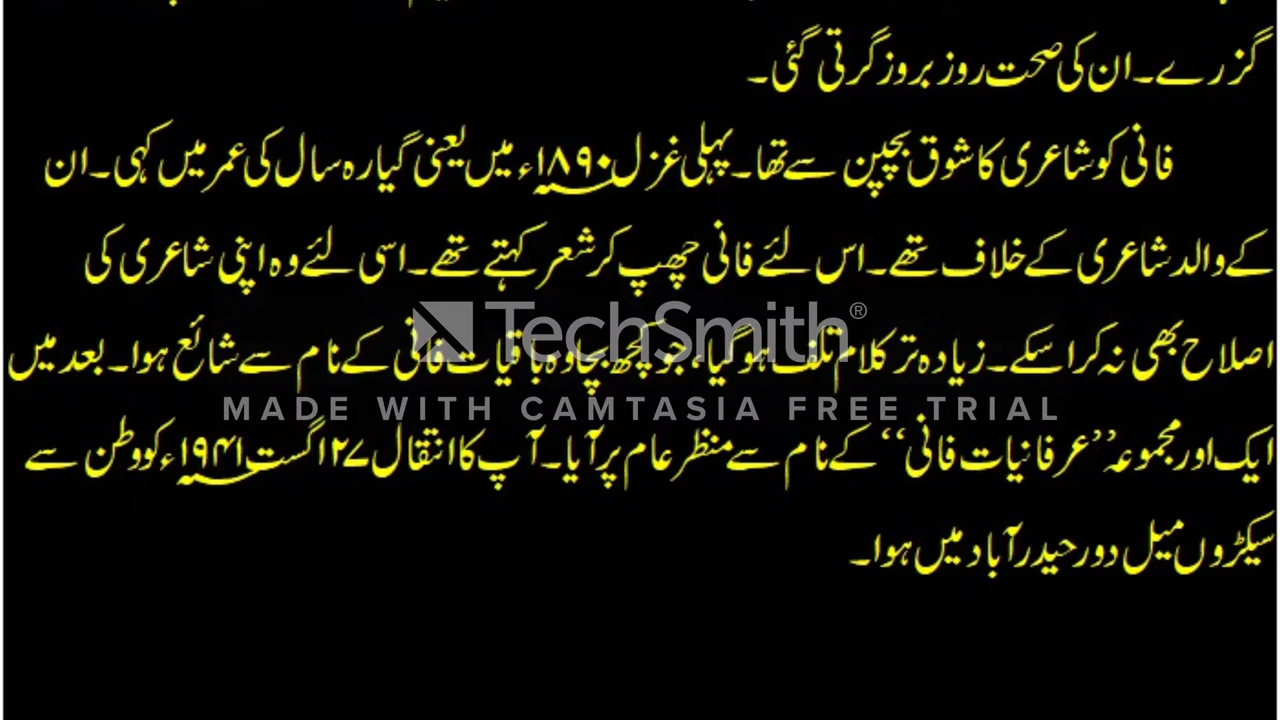 گزرے۔ ان کی صحت روز بروز گرتی گئی۔
فانی کو شاعری کا شوق بچپن سے تھا۔ پہلی غزل ۱۸۹۰ء میں یعنی گیارہ سال کی عمر میں کہی۔ ان
کے والد شاعری کے خلاف تھے۔ اس لئے فانی چھپ کر شعر کہتے تھے۔ اسی لئے وہ اپنی شاعری کی
TechSmith®
اصلاح بھی نہ کرا سکے۔ زیادہ تر کلام تلف ہو گیا، جو کچھ بچا وہ باقیات فانی کے نام سے شائع ہوا۔ بعد میں
MADE WITH CAMTASIA FREE TRIAL
ایک اور مجموعہ ’’عرفانیات فانی‘‘ کے نام سے منظر عام پر آیا۔ آپ کا انتقال ۲۷ اگست ۱۹۴۱ء کو وطن سے
سیکڑوں میل دور حیدر آباد میں ہوا۔